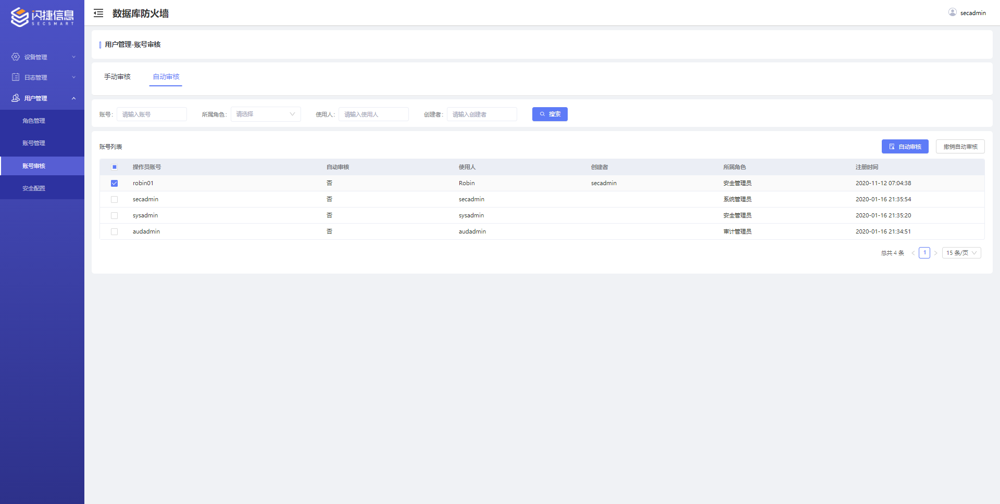 闪捷信息
SECSMART
数据库防火墙
secadmin
设备管理
日志管理
用户管理
角色管理
账号管理
账号审核
安全配置
用户管理-账号审核
手动审核 自动审核
账号: 请输入账号 所属角色: 请选择 使用人: 请输入使用人 创建者: 请输入创建者 搜索
账号列表 自动审核 撤销自动审核
操作员账号 自动审核 使用人 创建者 所属角色 注册时间
robin01 否 Robin secadmin 安全管理员 2020-11-12 07:04:38
secadmin 否 secadmin 系统管理员 2020-01-16 21:35:54
sysadmin 否 sysadmin 安全管理员 2020-01-16 21:35:20
audadmin 否 audadmin 审计管理员 2020-01-16 21:34:51
总共 4 条 < 1 > 15 条/页